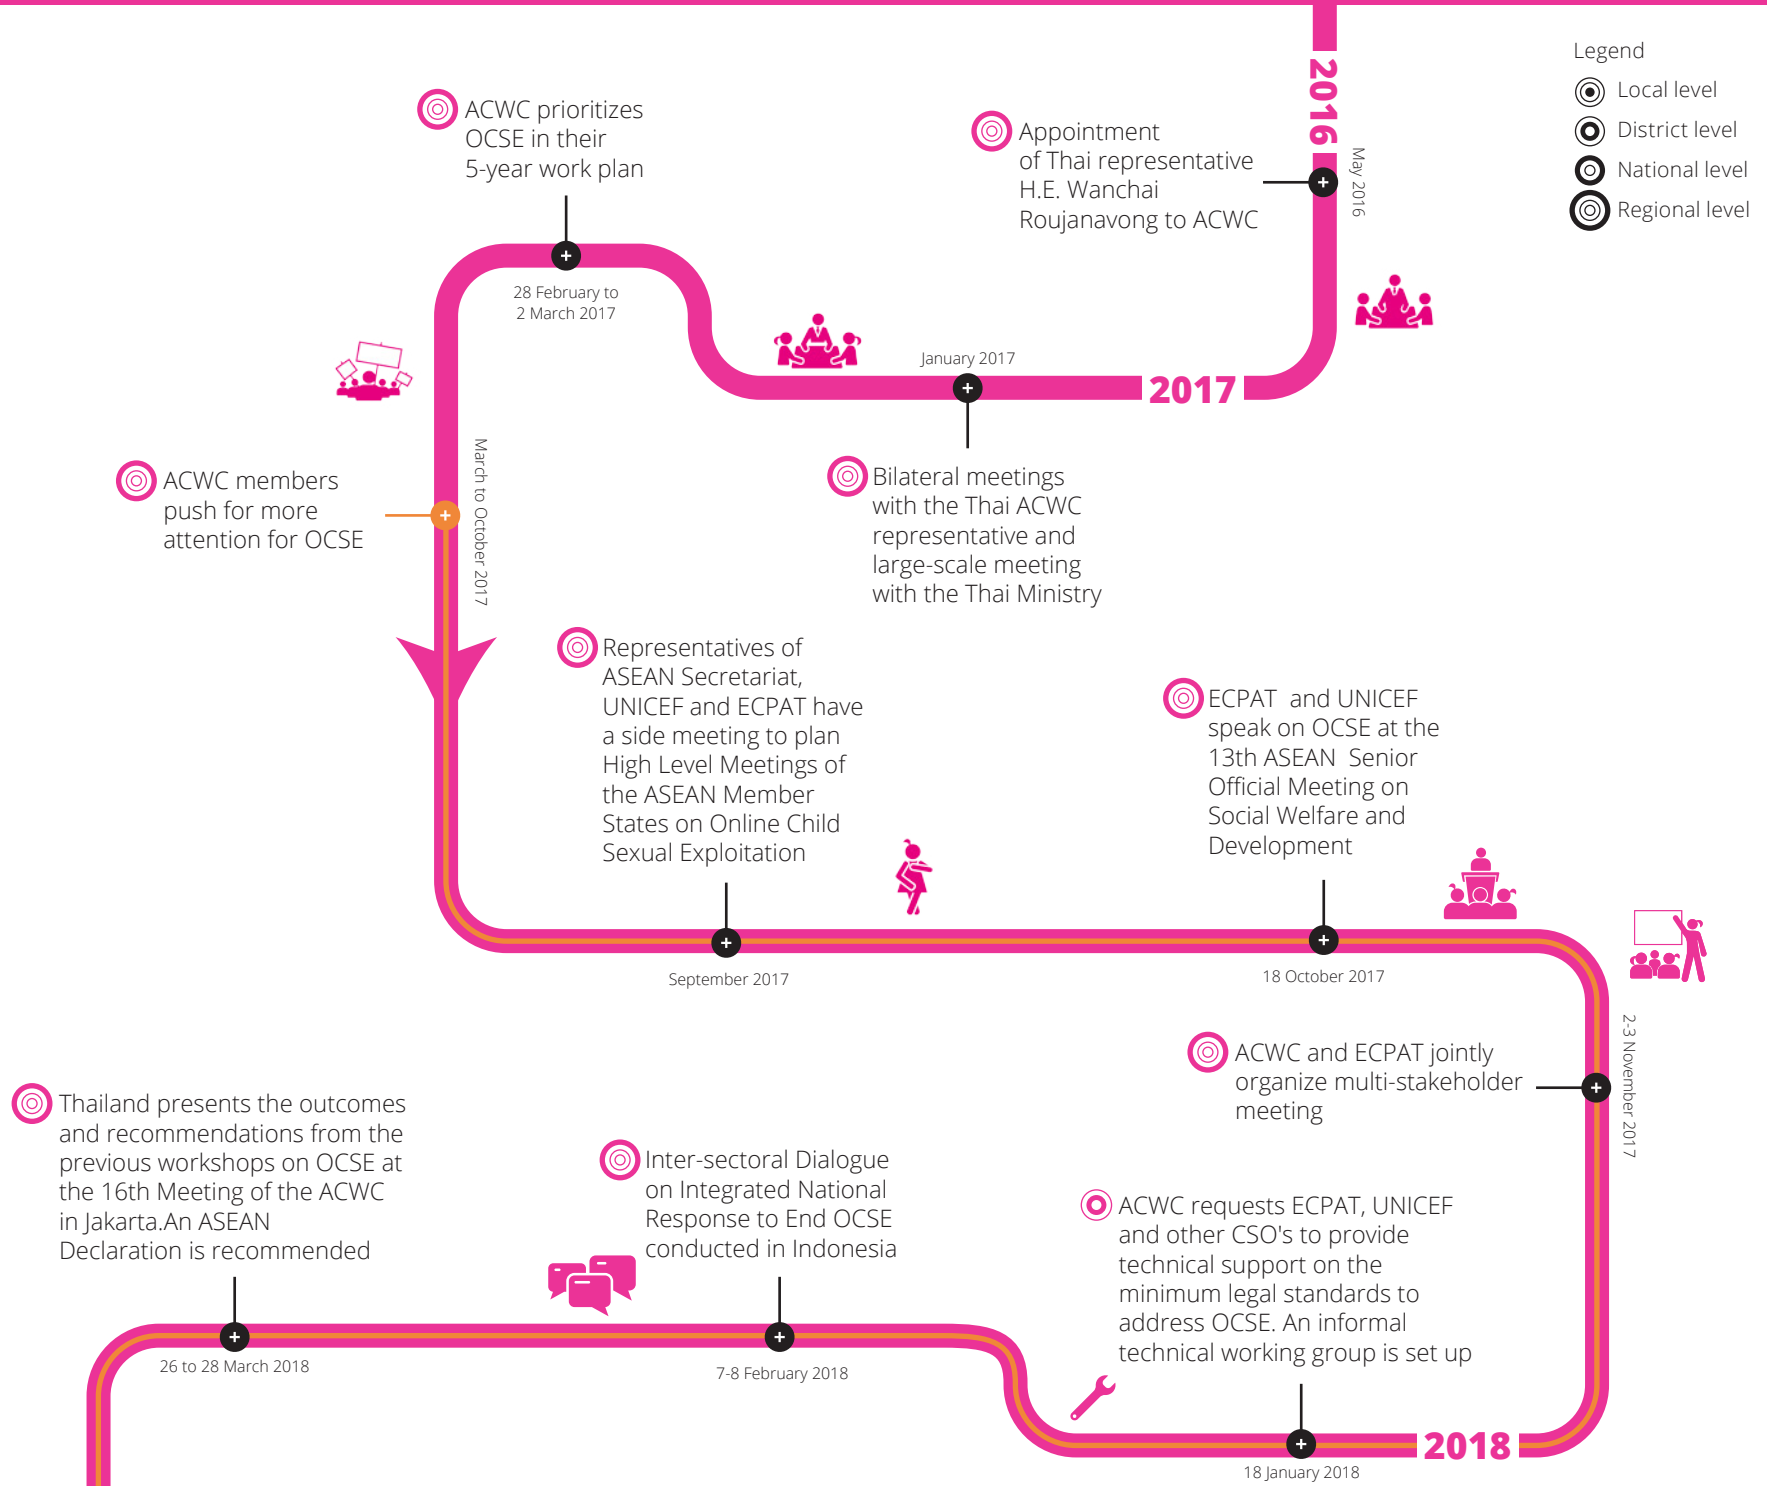 Legend
Local level
District level
National level
Regional level
2016
May 2016
Appointment
of Thai representative
H.E. Wanchai
Roujanavong to ACWC
2017
January 2017
Bilateral meetings
with the Thai ACWC
representative and
large-scale meeting
with the Thai Ministry
ACWC prioritizes
OCSE in their
5-year work plan
28 February to
2 March 2017
ACWC members
push for more
attention for OCSE
March to October 2017
Representatives of
ASEAN Secretariat,
UNICEF and ECPAT have
a side meeting to plan
High Level Meetings of
the ASEAN Member
States on Online Child
Sexual Exploitation
September 2017
ECPAT and UNICEF
speak on OCSE at the
13th ASEAN Senior
Official Meeting on
Social Welfare and
Development
18 October 2017
ACWC and ECPAT jointly
organize multi-stakeholder
meeting
2-3 November 2017
2018
ACWC requests ECPAT, UNICEF
and other CSO's to provide
technical support on the
minimum legal standards to
address OCSE. An informal
technical working group is set up
18 January 2018
Inter-sectoral Dialogue
on Integrated National
Response to End OCSE
conducted in Indonesia
7-8 February 2018
Thailand presents the outcomes
and recommendations from the
previous workshops on OCSE at
the 16th Meeting of the ACWC
in Jakarta.An ASEAN
Declaration is recommended
26 to 28 March 2018